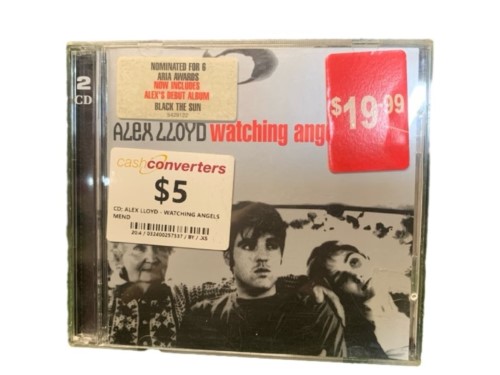 2
CD
NOMINATED FOR 6
ARIA AWARDS
NOW INCLUDES
ALEX'S DEBUT ALBUM
BLACK THE SUN
$19.99
ALEX LLOYD watching ang
cash converters
$5
CD: ALEX LLOYD - WATCHING ANGELS
MEND